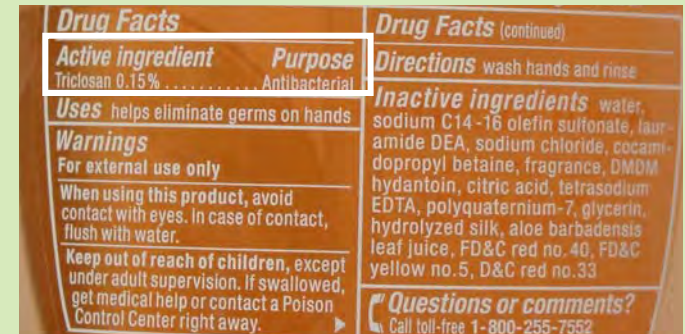 Drug Facts
Active ingredient Purpose
Triclosan 0.15% . . . . . . . . . . . Antibacterial
Uses helps eliminate germs on hands
Warnings
For external use only
When using this product, avoid
contact with eyes. In case of contact,
flush with water.
Keep out of reach of children, except
under adult supervision. If swallowed,
get medical help or contact a Poison
Control Center right away.
Drug Facts (continued)
Directions wash hands and rinse
Inactive ingredients water,
sodium C14-16 olefin sulfonate, laur-
amide DEA, sodium chloride, cocami-
dopropyl betaine, fragrance, DMDM
hydantoin, citric acid, tetrasodium
EDTA, polyquaternium-7, glycerin,
hydrolyzed silk, aloe barbadensis
leaf juice, FD&C red no. 40, FD&C
yellow no. 5, D&C red no. 33
Questions or comments?
Call toll-free 1-800-255-7552